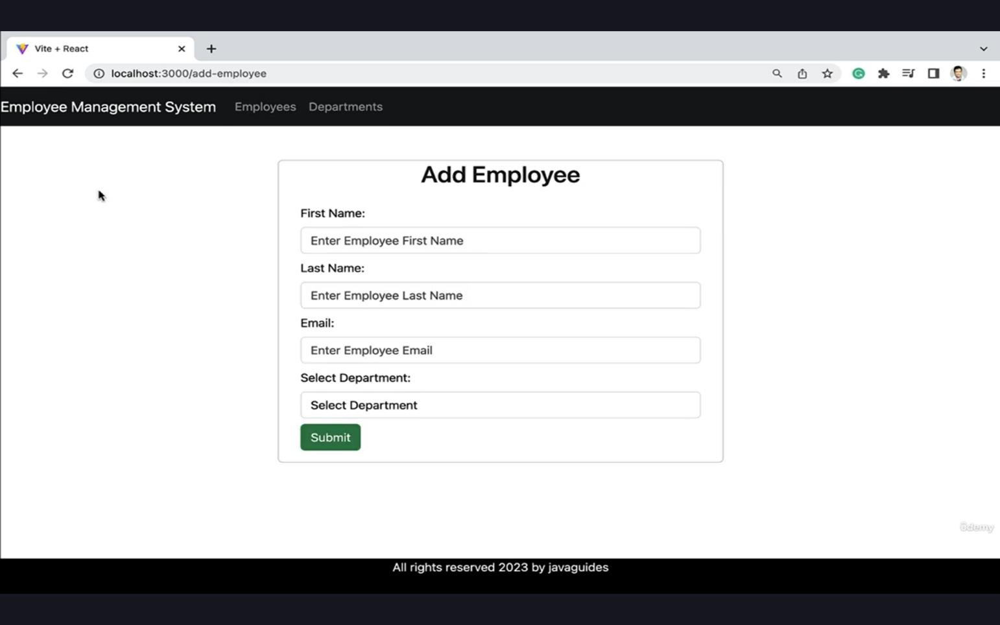 Vite + React
localhost:3000/add-employee
Employee Management System Employees Departments
Add Employee
First Name:
Enter Employee First Name
Last Name:
Enter Employee Last Name
Email:
Enter Employee Email
Select Department:
Select Department
Submit
ûdemy
All rights reserved 2023 by javaguides